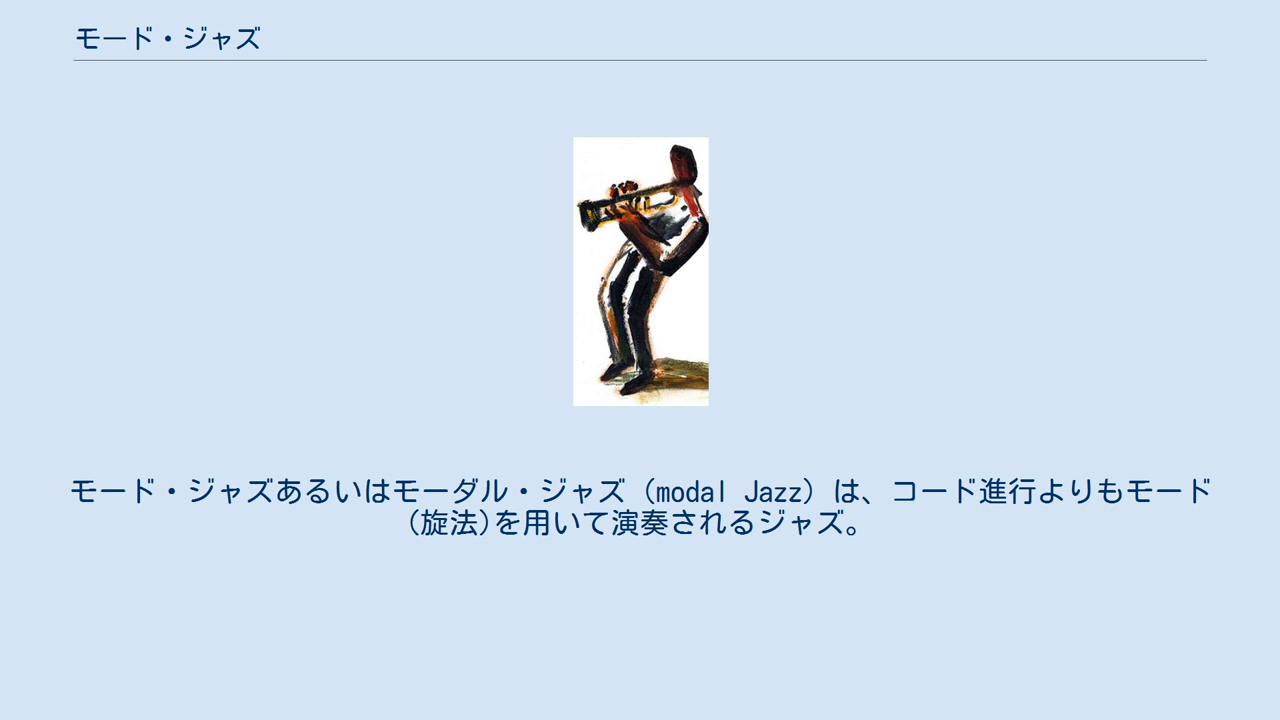 モード・ジャズ
モード・ジャズあるいはモーダル・ジャズ (modal Jazz) は、コード進行よりもモード
(旋法)を用いて演奏されるジャズ。